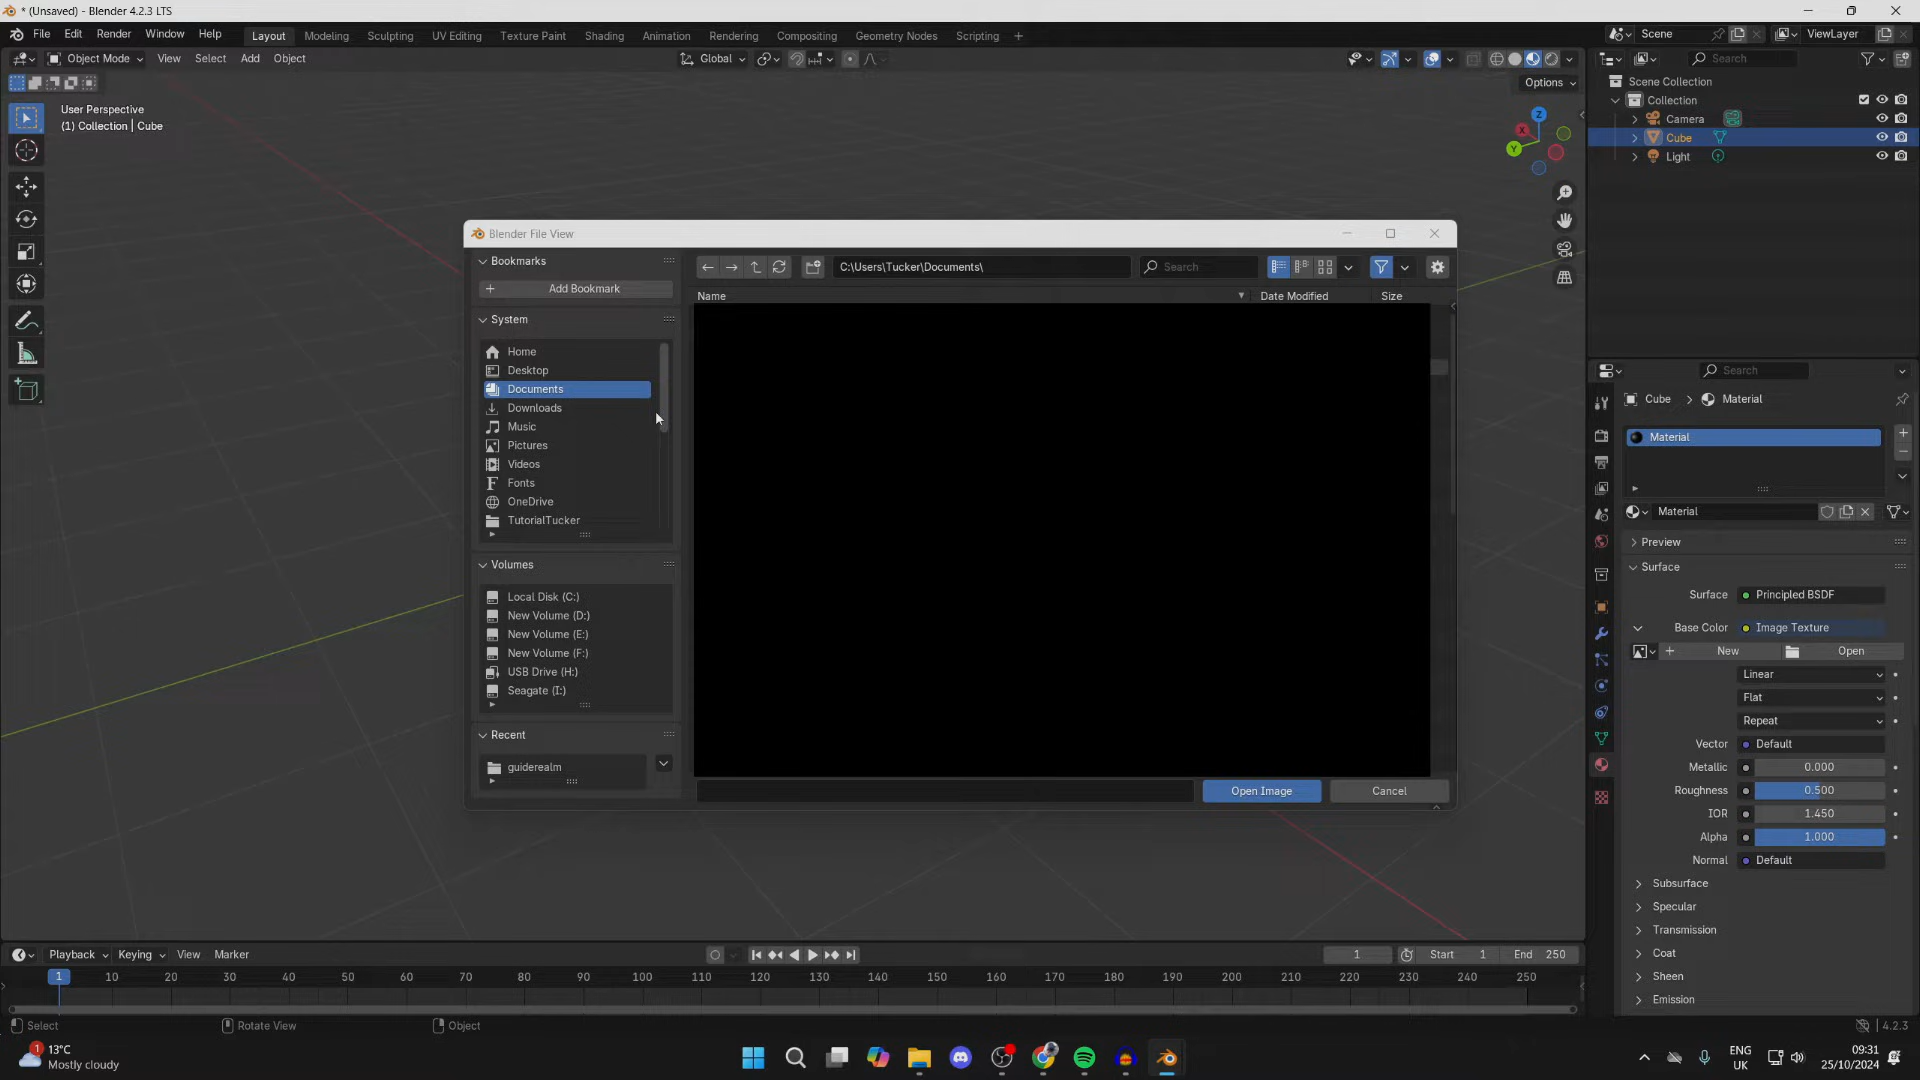 * (Unsaved) - Blender 4.2.3 LTS
File Edit Render Window Help Layout Modeling Sculpting UV Editing Texture Paint Shading Animation Rendering Compositing Geometry Nodes Scripting + Scene ViewLayer
Object Mode View Select Add Object Global Search
Options
User Perspective
(1) Collection | Cube
Z
X
Y
Scene Collection
Collection
Camera
Cube
Light
Blender File View
Bookmarks
Add Bookmark
System
Home
Desktop
Documents
Downloads
Music
Pictures
Videos
Fonts
OneDrive
TutorialTucker
Volumes
Local Disk (C:)
New Volume (D:)
New Volume (E:)
New Volume (F:)
USB Drive (H:)
Seagate (I:)
Recent
guiderealm
C:\Users\Tucker\Documents\ Search
Name Date Modified Size
Open Image Cancel
Search
Cube Material
Material
Material
Preview
Surface
Surface Principled BSDF
Base Color Image Texture
New Open
Linear
Flat
Repeat
Vector Default
Metallic 0.000
Roughness 0.500
IOR 1.450
Alpha 1.000
Normal Default
Subsurface
Specular
Transmission
Coat
Sheen
Emission
Playback Keying View Marker 1 Start 1 End 250
1 10 20 30 40 50 60 70 80 90 100 110 120 130 140 150 160 170 180 190 200 210 220 230 240 250
Select Rotate View Object 4.2.3
1 13°C
Mostly cloudy
ENG
UK
09:31
25/10/2024